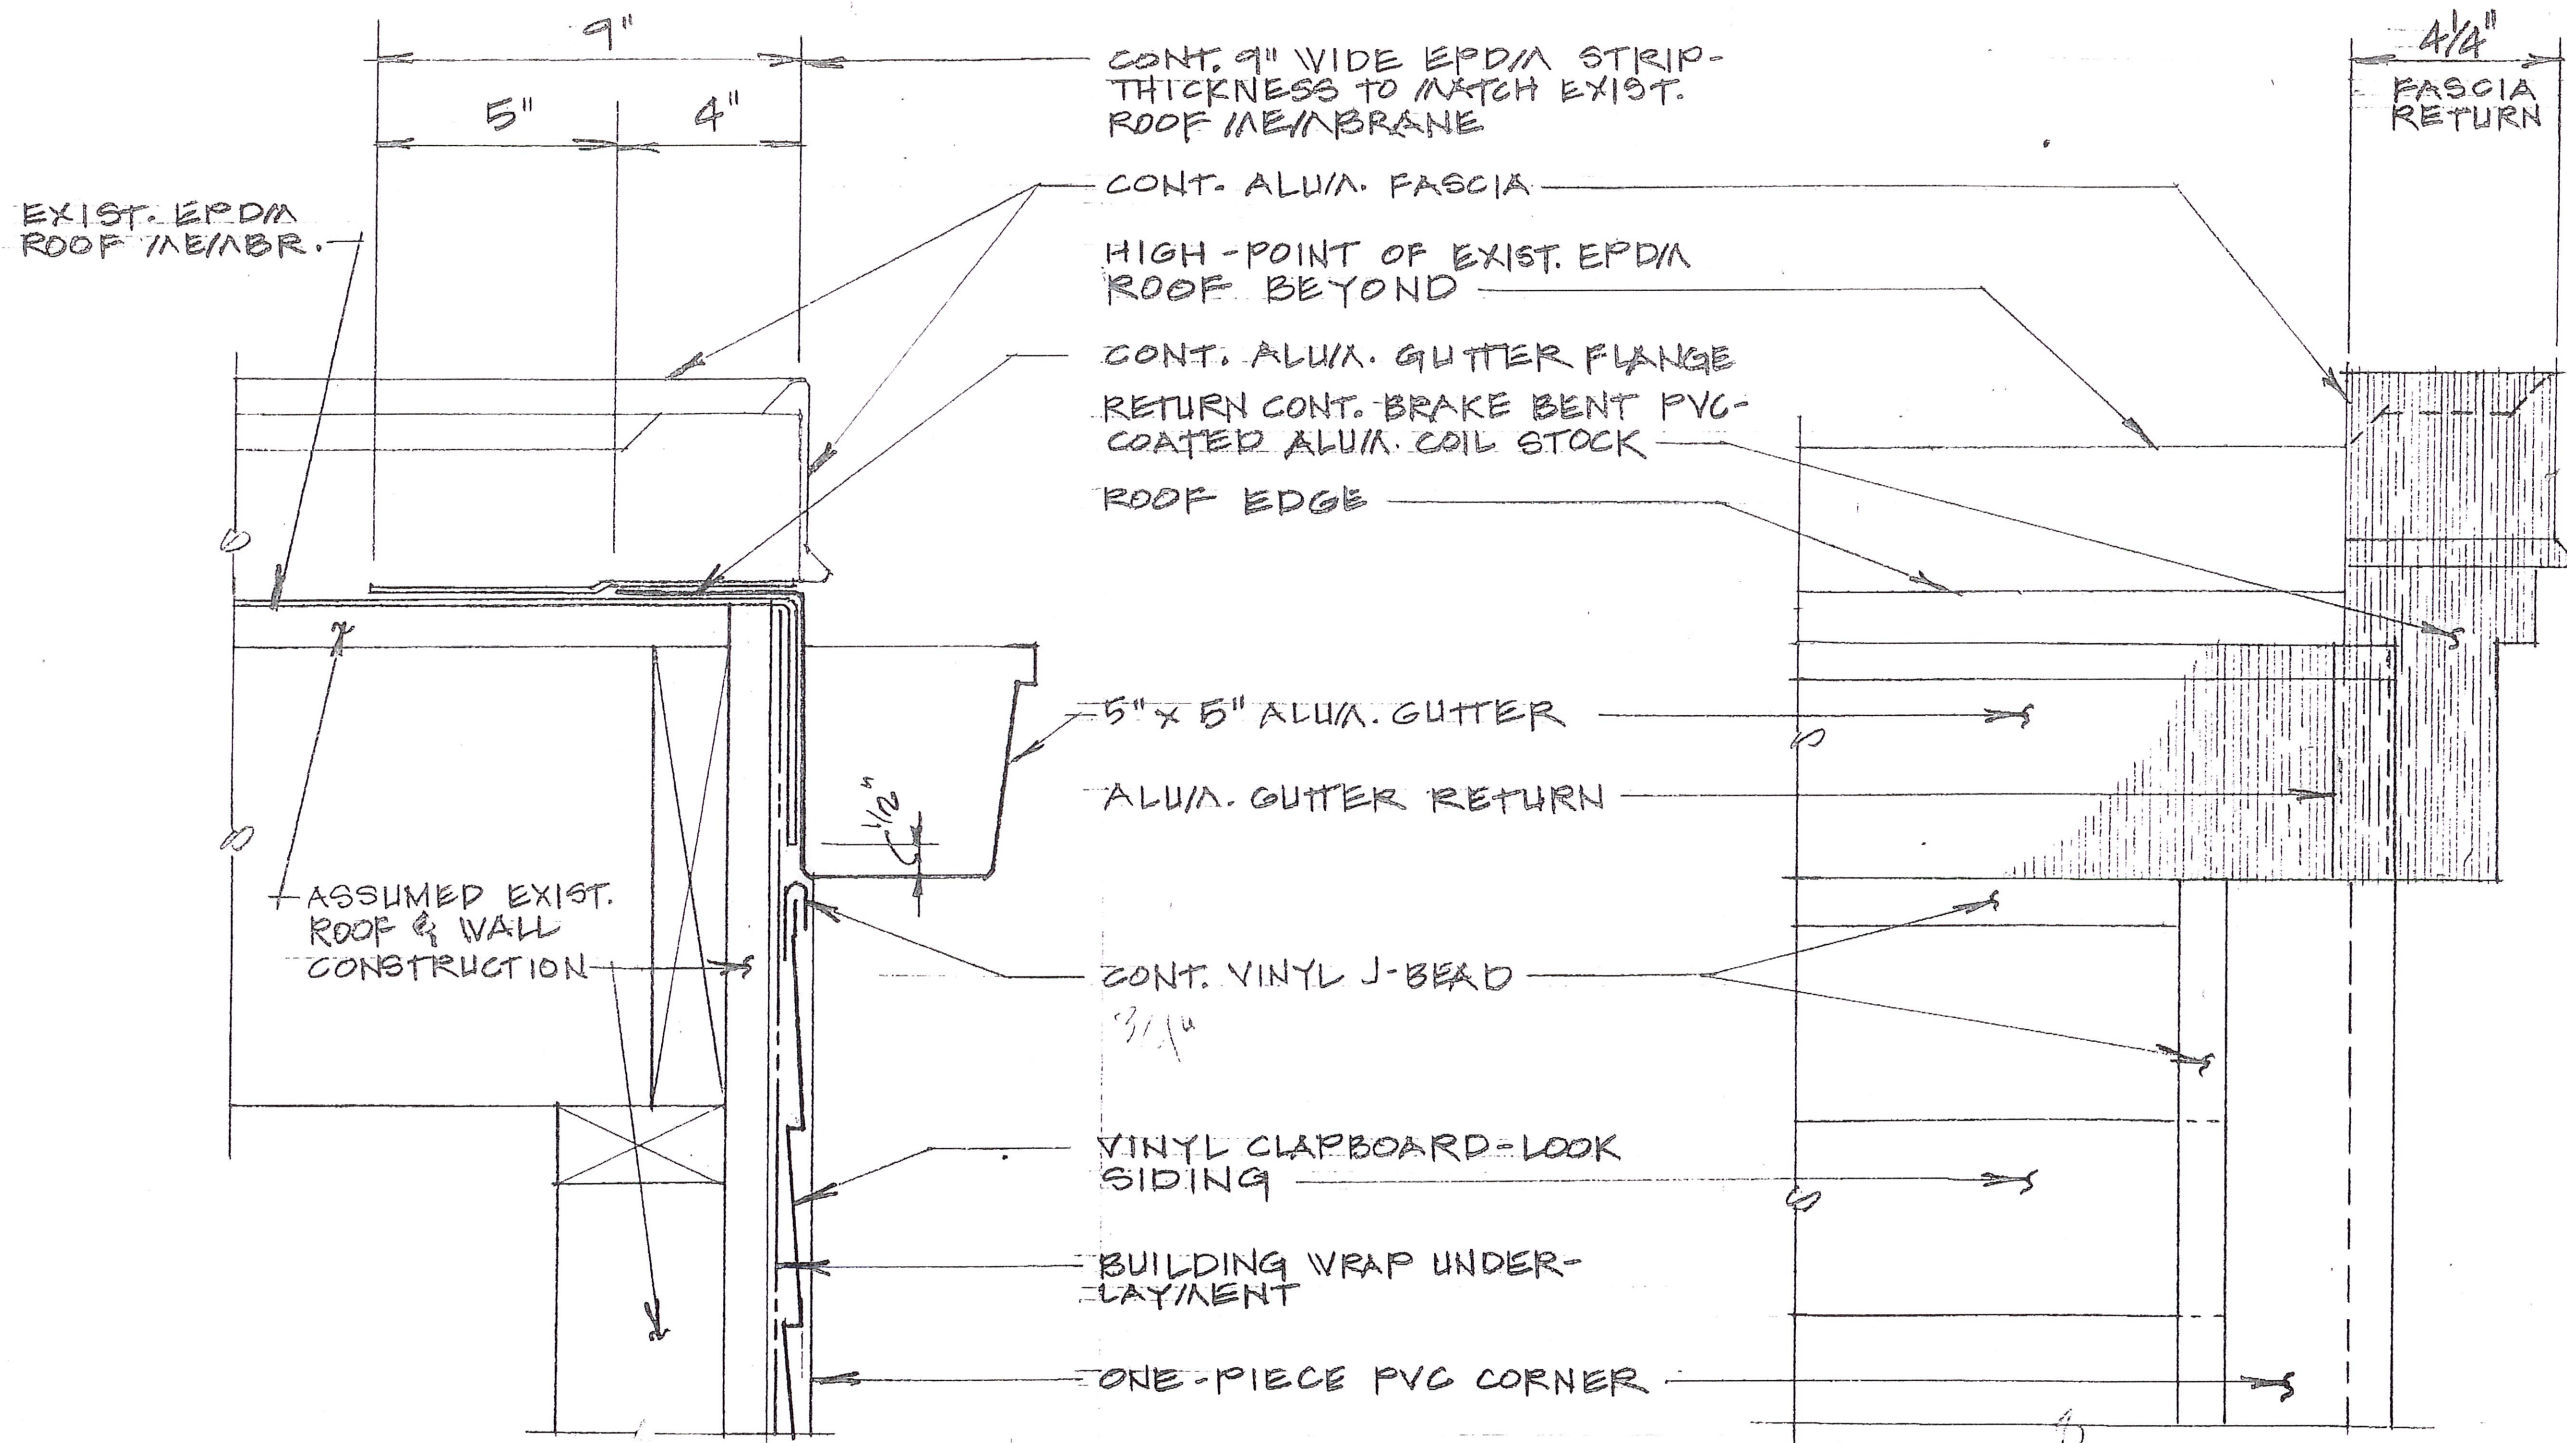 9"
5"
4"
EXIST. EPDM
ROOF MEMBR.
CONT. 9" WIDE EPDM STRIP-
THICKNESS TO MATCH EXIST.
ROOF MEMBRANE
CONT. ALUM. FASCIA
HIGH-POINT OF EXIST. EPDM
ROOF BEYOND
CONT. ALUM. GUTTER FLANGE
RETURN CONT. BRAKE BENT PVC-
COATED ALUM. COIL STOCK
ROOF EDGE
5" x 5" ALUM. GUTTER
ALUM. GUTTER RETURN
1/2"
ASSUMED EXIST.
ROOF & WALL
CONSTRUCTION
CONT. VINYL J-BEAD
VINYL CLAPBOARD-LOOK
SIDING
BUILDING WRAP UNDER-
LAYMENT
ONE-PIECE PVC CORNER
4 1/4"
FASCIA
RETURN